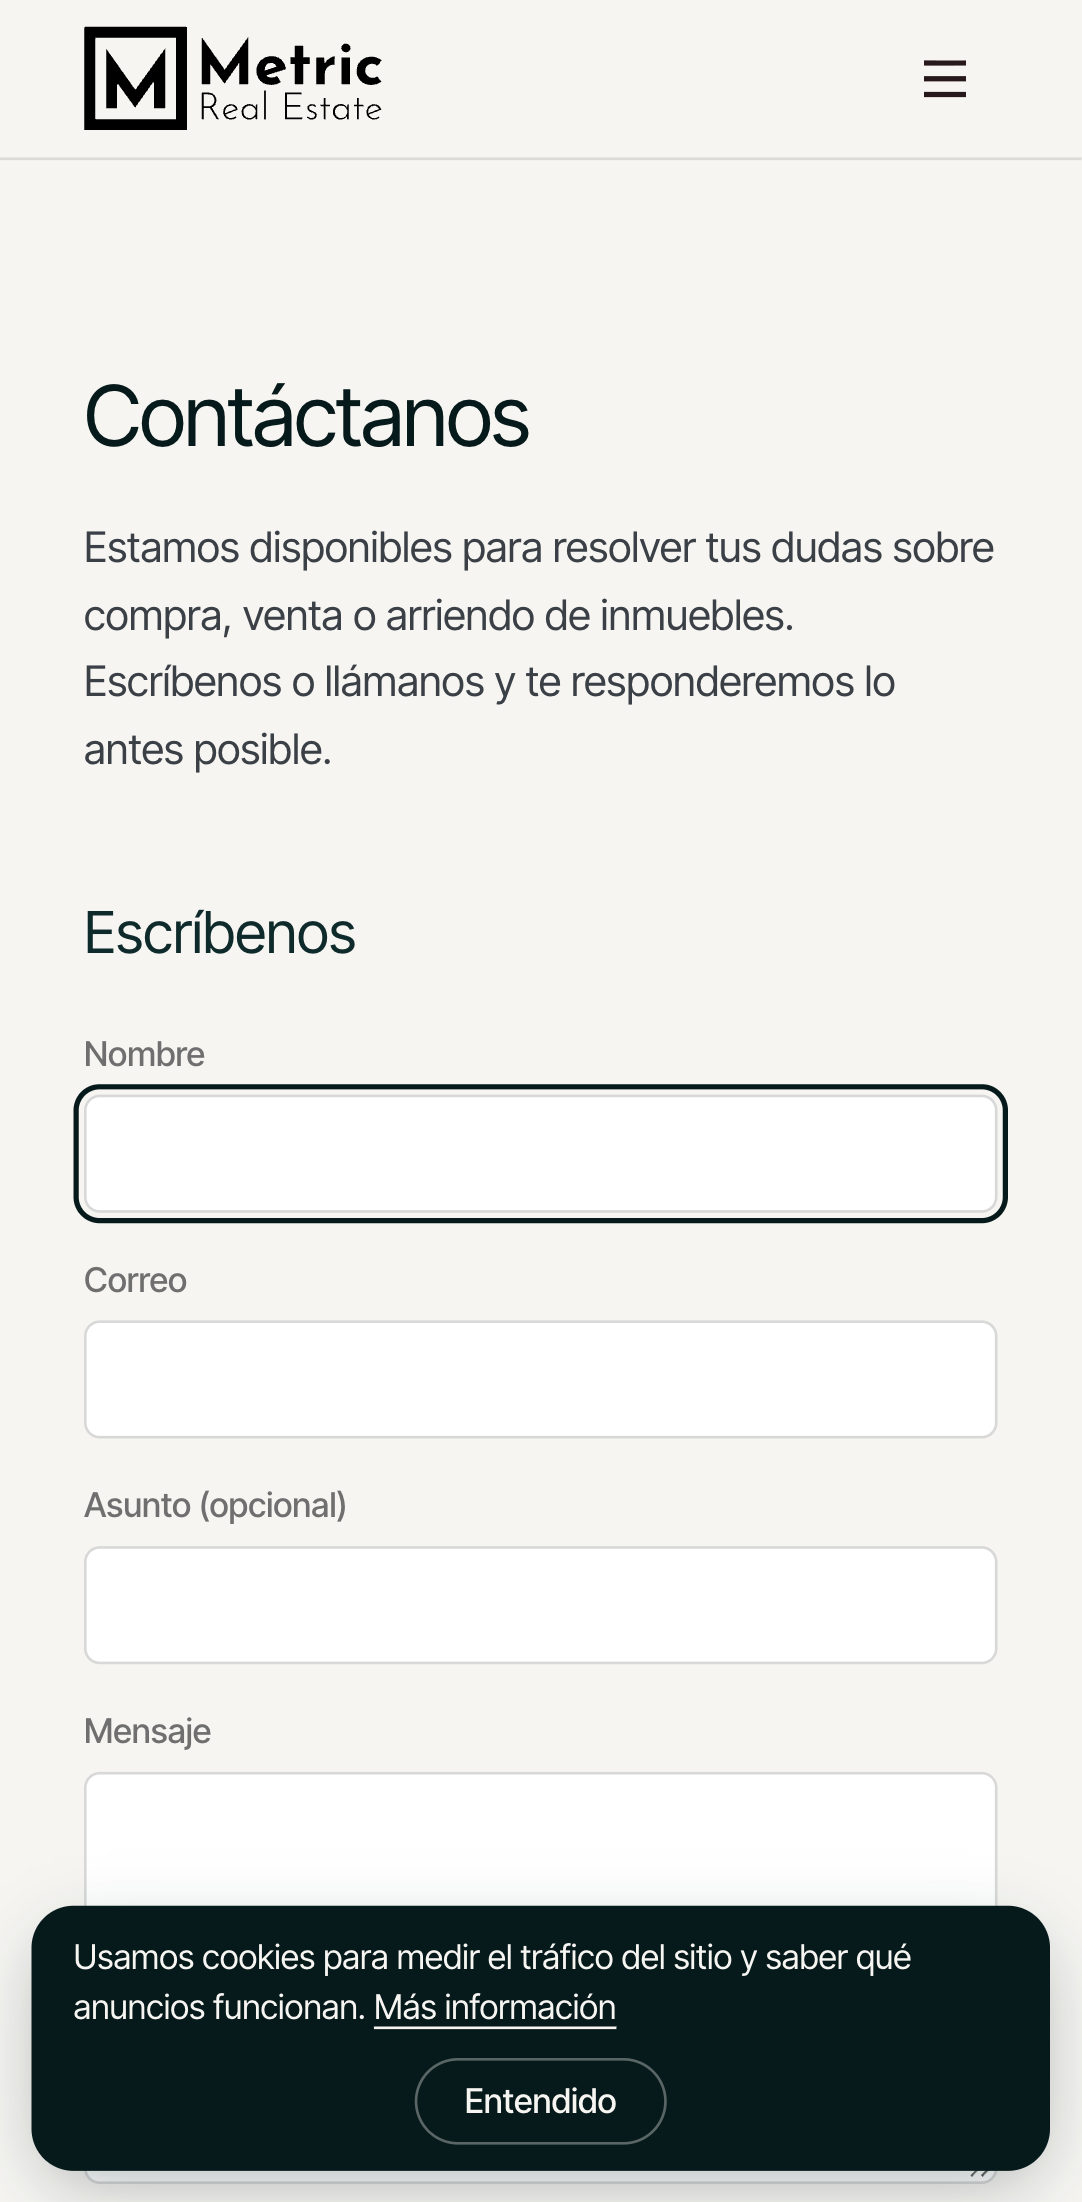 M Metric
Real Estate
Contáctanos
Estamos disponibles para resolver tus dudas sobre
compra, venta o arriendo de inmuebles.
Escríbenos o llámanos y te responderemos lo
antes posible.
Escríbenos
Nombre
Correo
Asunto (opcional)
Mensaje
Usamos cookies para medir el tráfico del sitio y saber qué
anuncios funcionan. Más información
Entendido